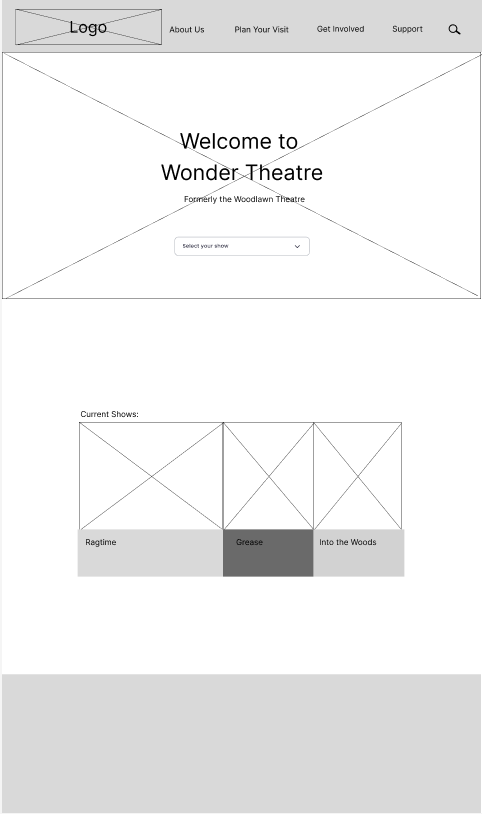 Logo
About Us
Plan Your Visit
Get Involved
Support
Welcome to
Wonder Theatre
Formerly the Woodlawn Theatre
Select your show
Current Shows:
Ragtime
Grease
Into the Woods